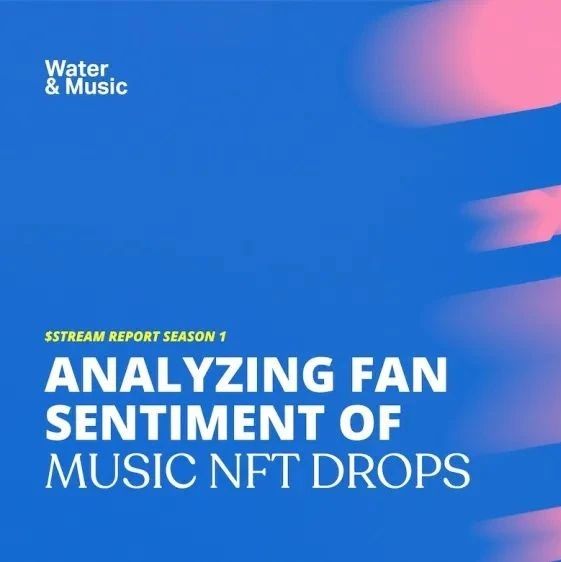 Water
& Music
$STREAM REPORT SEASON 1
ANALYZING FAN
SENTIMENT OF
MUSIC NFT DROPS